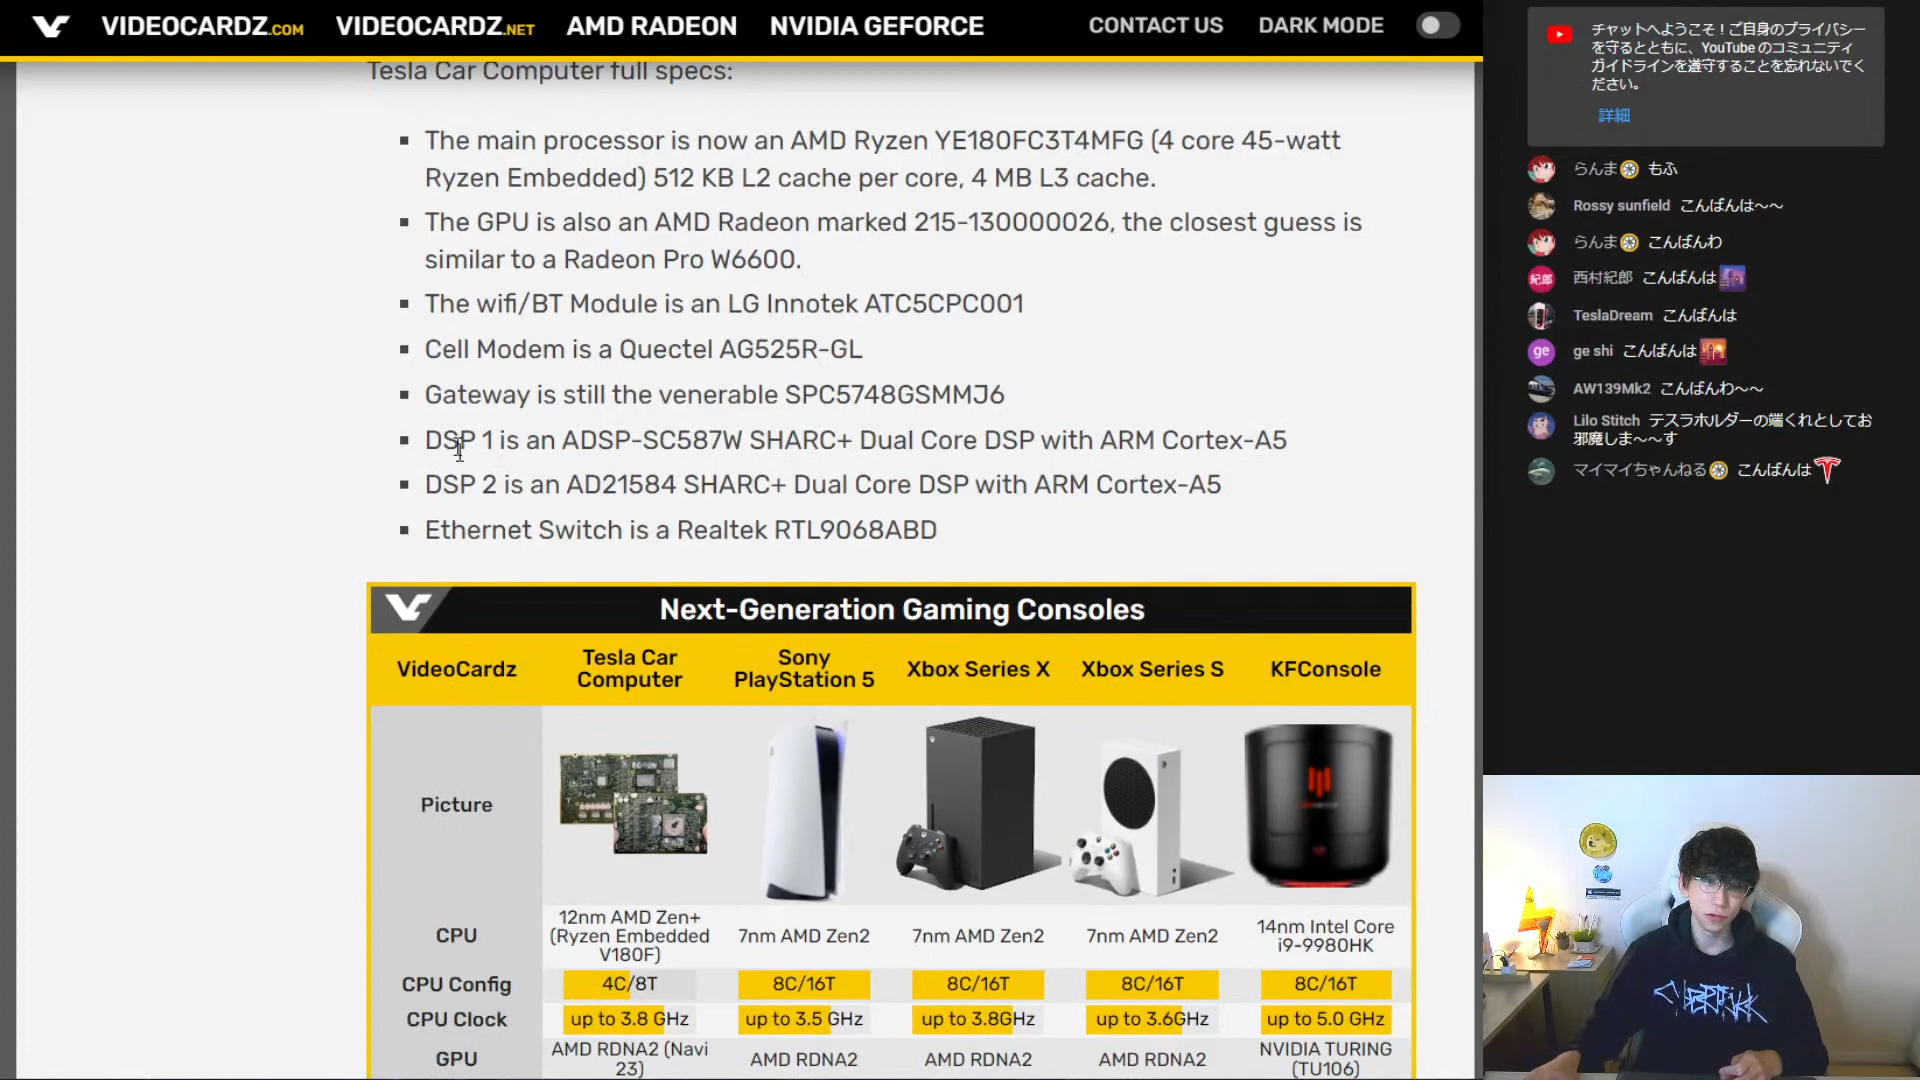 VIDEOCARDZ.COM VIDEOCARDZ.NET AMD RADEON NVIDIA GEFORCE CONTACT US DARK MODE
Tesla Car Computer full specs:
▪ The main processor is now an AMD Ryzen YE180FC3T4MFG (4 core 45-watt
Ryzen Embedded) 512 KB L2 cache per core, 4 MB L3 cache.
▪ The GPU is also an AMD Radeon marked 215-130000026, the closest guess is
similar to a Radeon Pro W6600.
▪ The wifi/BT Module is an LG Innotek ATC5CPC001
▪ Cell Modem is a Quectel AG525R-GL
▪ Gateway is still the venerable SPC5748GSMMJ6
▪ DSP 1 is an ADSP-SC587W SHARC+ Dual Core DSP with ARM Cortex-A5
▪ DSP 2 is an AD21584 SHARC+ Dual Core DSP with ARM Cortex-A5
▪ Ethernet Switch is a Realtek RTL9068ABD
Next-Generation Gaming Consoles
VideoCardz Tesla Car Computer Sony PlayStation 5 Xbox Series X Xbox Series S KFConsole
Picture
CPU 12nm AMD Zen+ (Ryzen Embedded V180F) 7nm AMD Zen2 7nm AMD Zen2 7nm AMD Zen2 14nm Intel Core i9-9980HK
CPU Config 4C/8T 8C/16T 8C/16T 8C/16T 8C/16T
CPU Clock up to 3.8 GHz up to 3.5 GHz up to 3.8GHz up to 3.6GHz up to 5.0 GHz
GPU AMD RDNA2 (Navi 23) AMD RDNA2 AMD RDNA2 AMD RDNA2 NVIDIA TURING (TU106)
チャットへようこそ！ご自身のプライバシー
を守るとともに、YouTube のコミュニティ
ガイドラインを遵守することを忘れないでく
ださい。
詳細
らんま もふ
Rossy sunfield こんばんは〜〜
らんま こんばんわ
紀郎 西村紀郎 こんばんは
TeslaDream こんばんは
ge ge shi こんばんは
AW139Mk2 こんばんわ〜〜
Lilo Stitch テスラホルダーの端くれとしてお
邪魔しま〜〜す
マイマイちゃんねる こんばんは